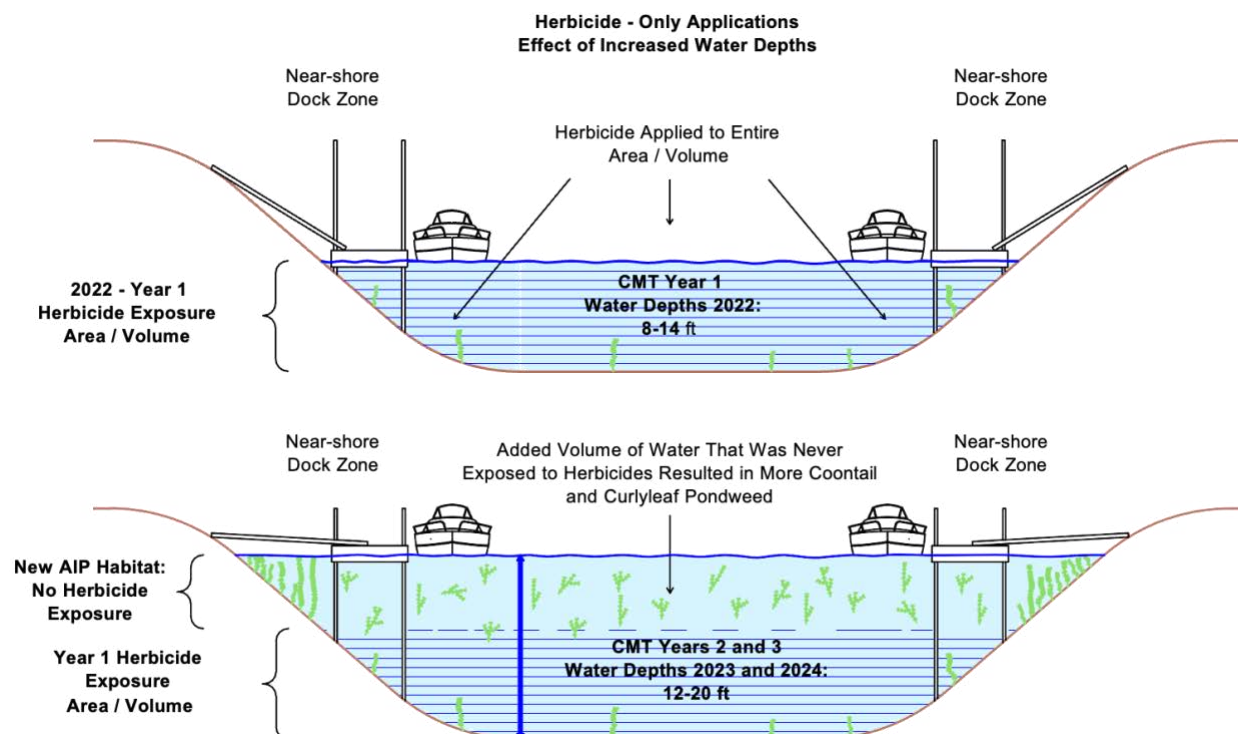 Herbicide - Only Applications
Effect of Increased Water Depths
Near-shore
Dock Zone
Near-shore
Dock Zone
Herbicide Applied to Entire
Area / Volume
2022 - Year 1
Herbicide Exposure
Area / Volume
CMT Year 1
Water Depths 2022:
8-14 ft
Near-shore
Dock Zone
Added Volume of Water That Was Never
Exposed to Herbicides Resulted in More Coontail
and Curlyleaf Pondweed
Near-shore
Dock Zone
New AIP Habitat:
No Herbicide
Exposure
Year 1 Herbicide
Exposure
Area / Volume
CMT Years 2 and 3
Water Depths 2023 and 2024:
12-20 ft